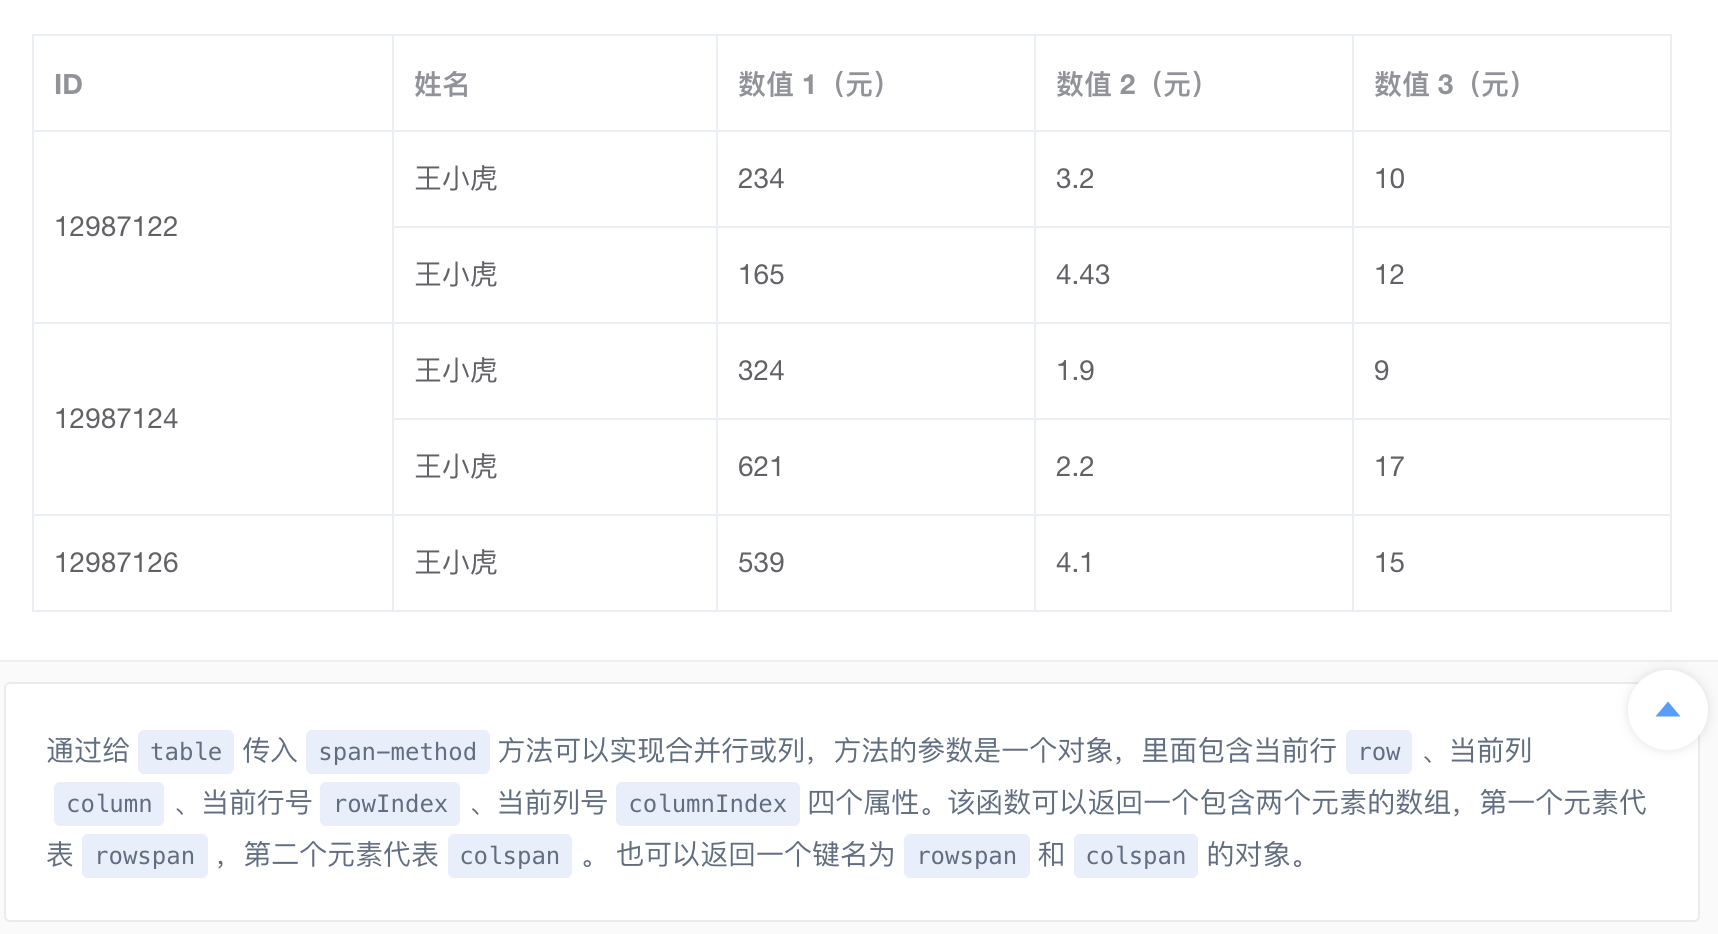 ID 姓名 数值 1（元） 数值 2（元） 数值 3（元）
12987122 王小虎 234 3.2 10
王小虎 165 4.43 12
12987124 王小虎 324 1.9 9
王小虎 621 2.2 17
12987126 王小虎 539 4.1 15
通过给 table 传入 span-method 方法可以实现合并行或列，方法的参数是一个对象，里面包含当前行 row 、当前列
column 、当前行号 rowIndex 、当前列号 columnIndex 四个属性。该函数可以返回一个包含两个元素的数组，第一个元素代
表 rowspan ，第二个元素代表 colspan 。 也可以返回一个键名为 rowspan 和 colspan 的对象。